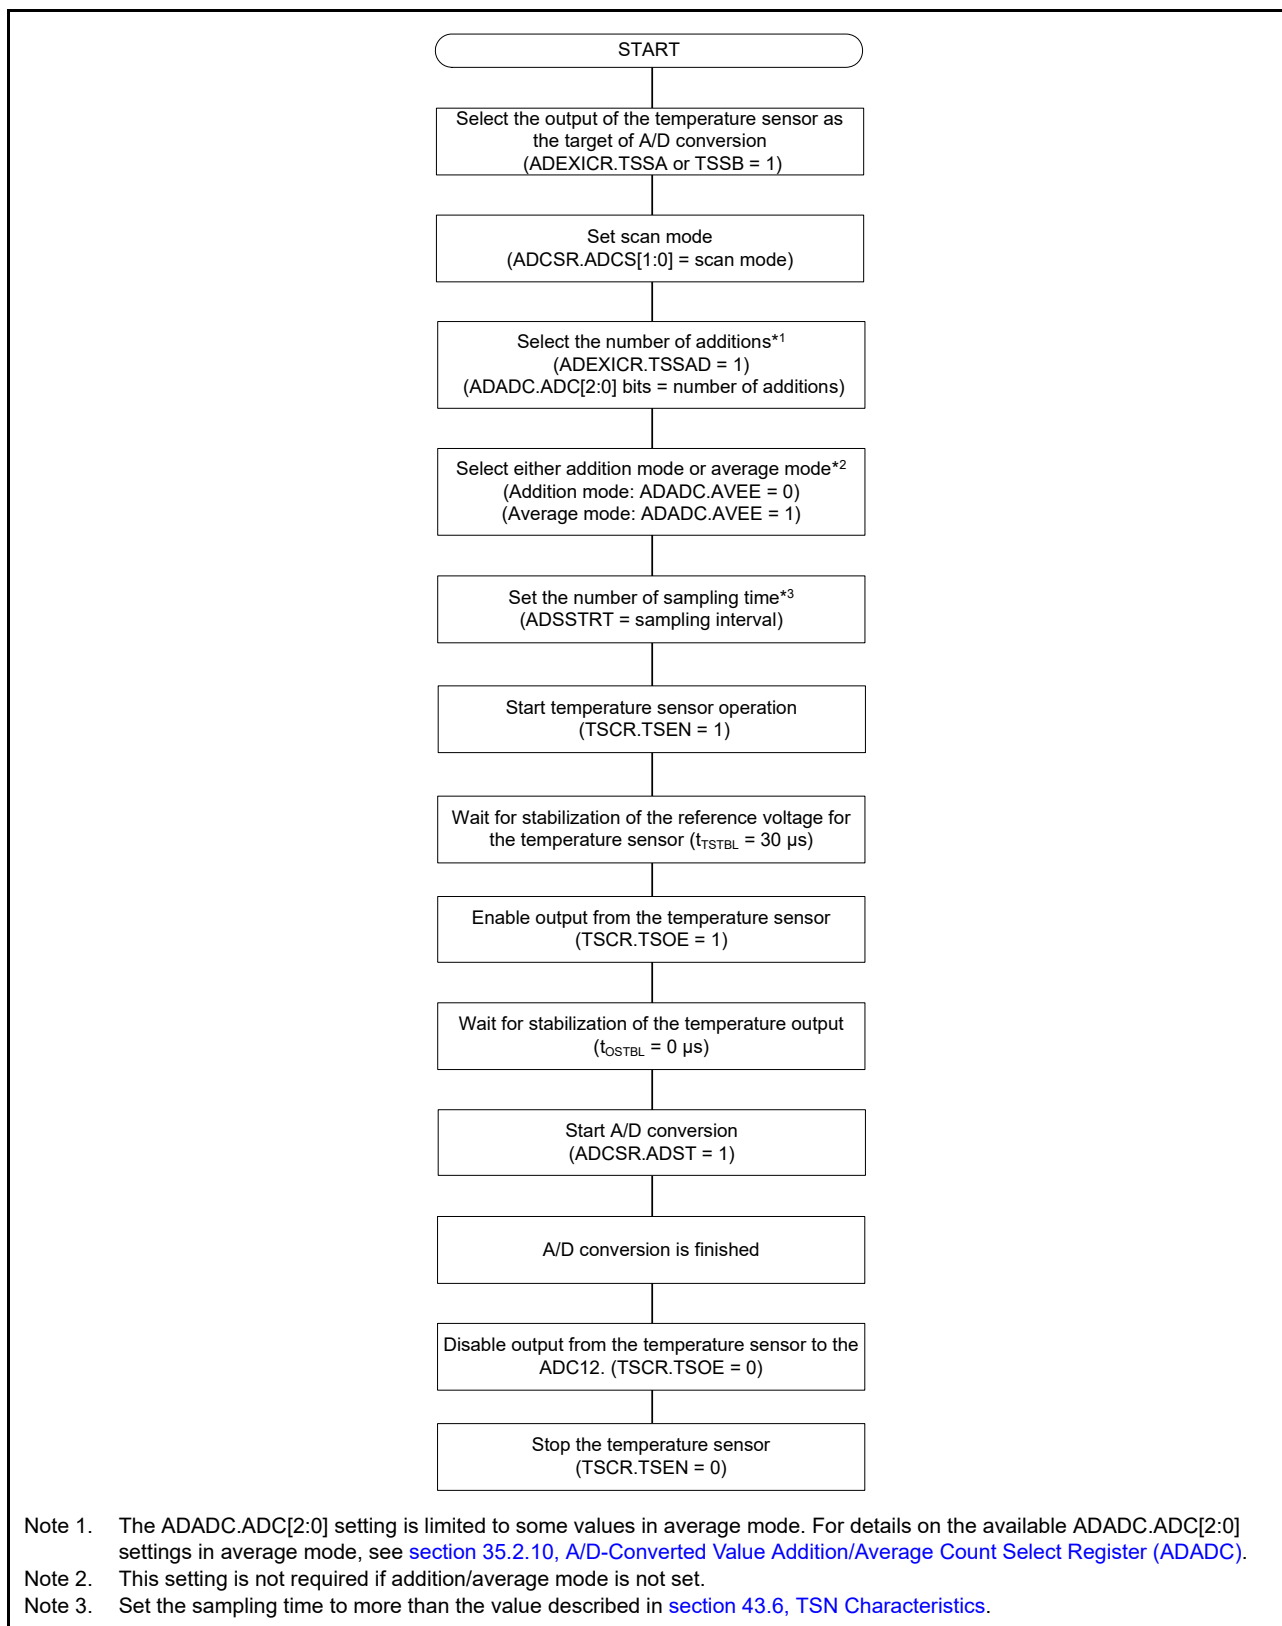 START
Select the output of the temperature sensor as
the target of A/D conversion
(ADEXICR.TSSA or TSSB = 1)
Set scan mode
(ADCSR.ADCS[1:0] = scan mode)
Select the number of additions*1
(ADEXICR.TSSAD = 1)
(ADADC.ADC[2:0] bits = number of additions)
Select either addition mode or average mode*2
(Addition mode: ADADC.AVEE = 0)
(Average mode: ADADC.AVEE = 1)
Set the number of sampling time*3
(ADSSTRT = sampling interval)
Start temperature sensor operation
(TSCR.TSEN = 1)
Wait for stabilization of the reference voltage for
the temperature sensor (tTSTBL = 30 µs)
Enable output from the temperature sensor
(TSCR.TSOE = 1)
Wait for stabilization of the temperature output
(tOSTBL = 0 µs)
Start A/D conversion
(ADCSR.ADST = 1)
A/D conversion is finished
Disable output from the temperature sensor to the
ADC12. (TSCR.TSOE = 0)
Stop the temperature sensor
(TSCR.TSEN = 0)
Note 1. The ADADC.ADC[2:0] setting is limited to some values in average mode. For details on the available ADADC.ADC[2:0]
settings in average mode, see section 35.2.10, A/D-Converted Value Addition/Average Count Select Register (ADADC).
Note 2. This setting is not required if addition/average mode is not set.
Note 3. Set the sampling time to more than the value described in section 43.6, TSN Characteristics.